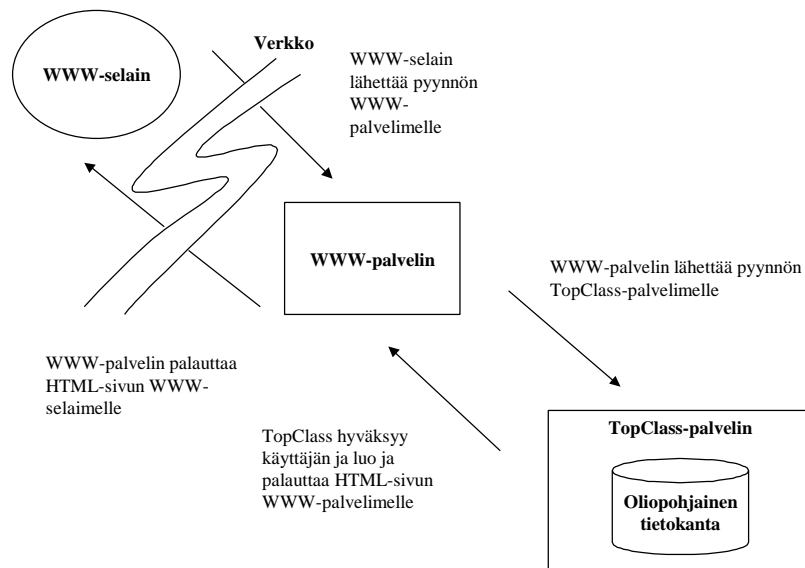 Verkko
WWW-selain
WWW-selain
lähettää pyynnön
WWW-
palvelimelle
WWW-palvelin
WWW-palvelin lähettää pyynnön
TopClass-palvelimelle
WWW-palvelin palauttaa
HTML-sivun WWW-
selaimelle
TopClass hyväksyy
käyttäjän ja luo ja
palauttaa HTML-sivun
WWW-palvelimelle
TopClass-palvelin
Oliopohjainen
tietokanta